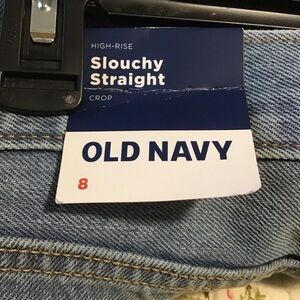 HIGH-RISE
Slouchy
Straight
CROP
OLD NAVY
8